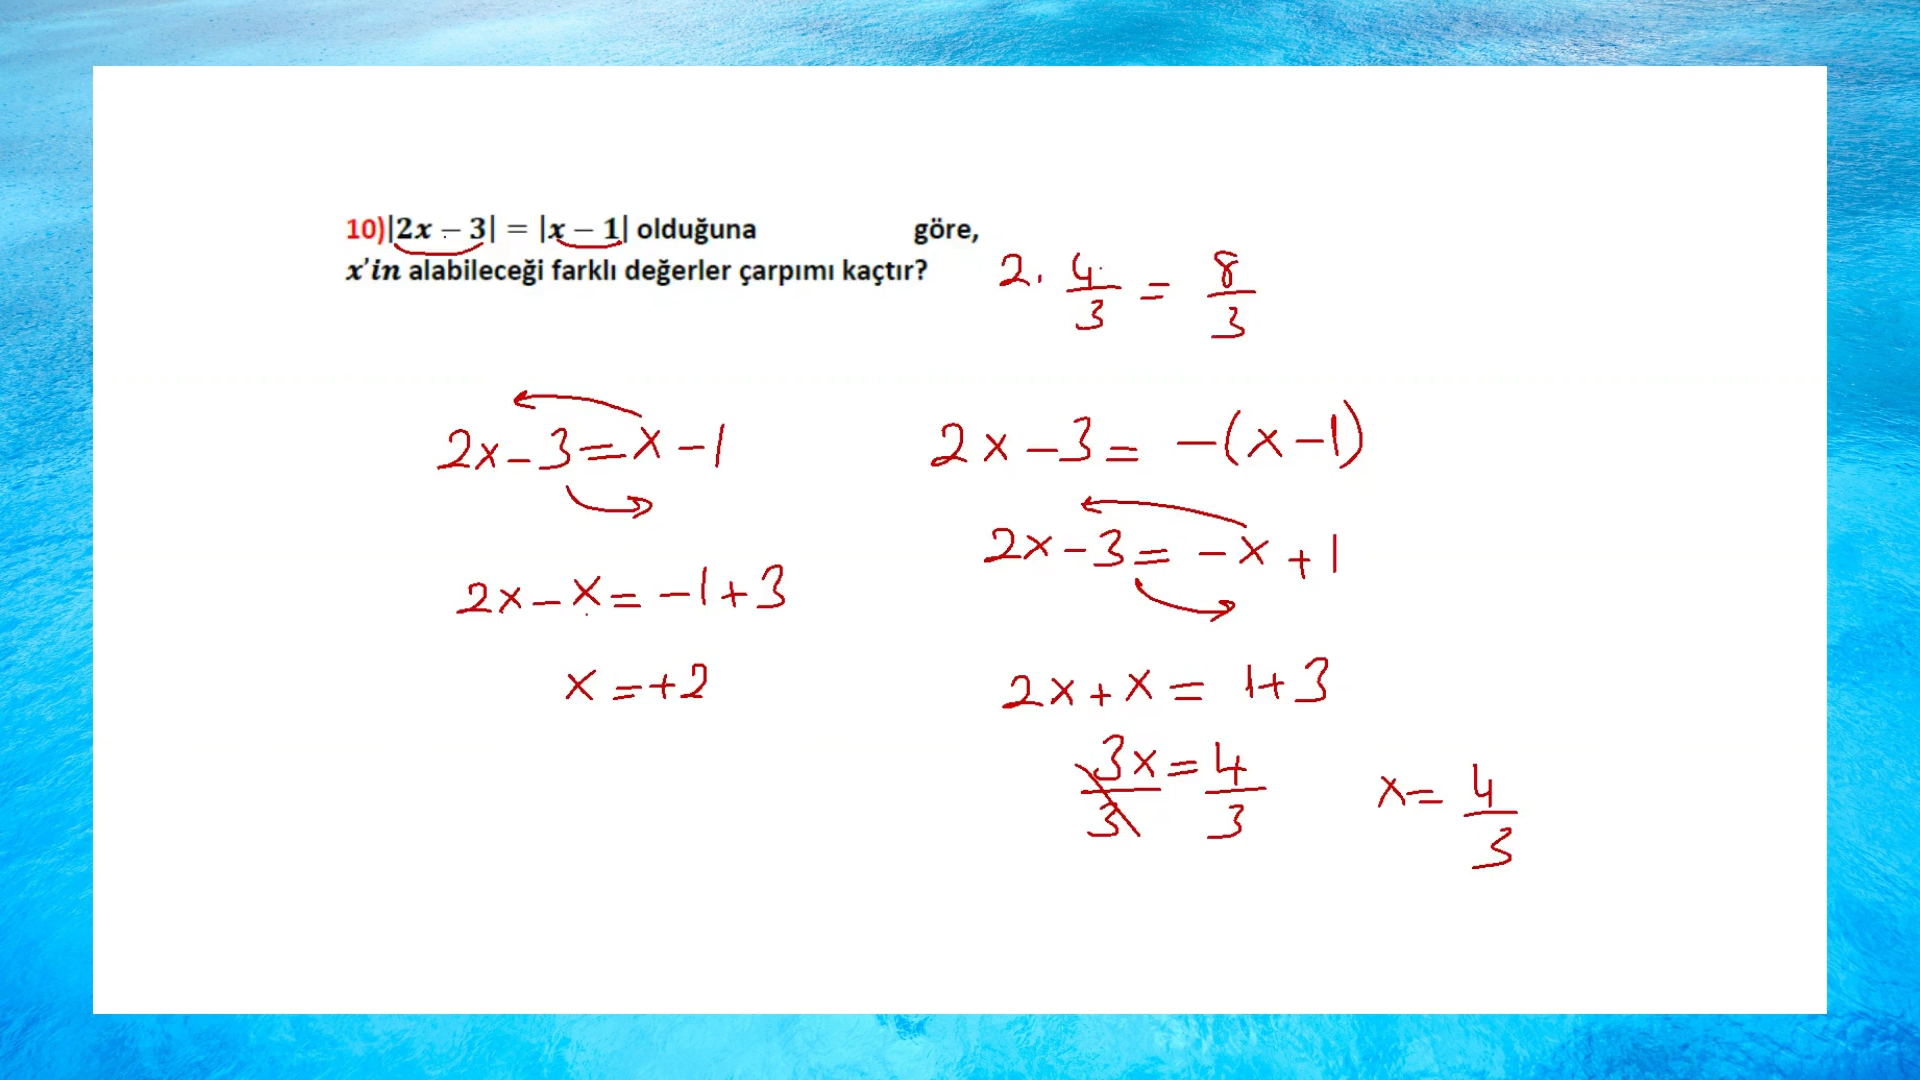 10)|2x − 3| = |x − 1| olduğuna göre,
x'in alabileceği farklı değerler çarpımı kaçtır?
2. 4/3 = 8/3
2x − 3 = x − 1
2x − x = −1 + 3
x = +2
2x − 3 = −(x − 1)
2x − 3 = −x + 1
2x + x = 1 + 3
3x/3 = 4/3
x = 4/3